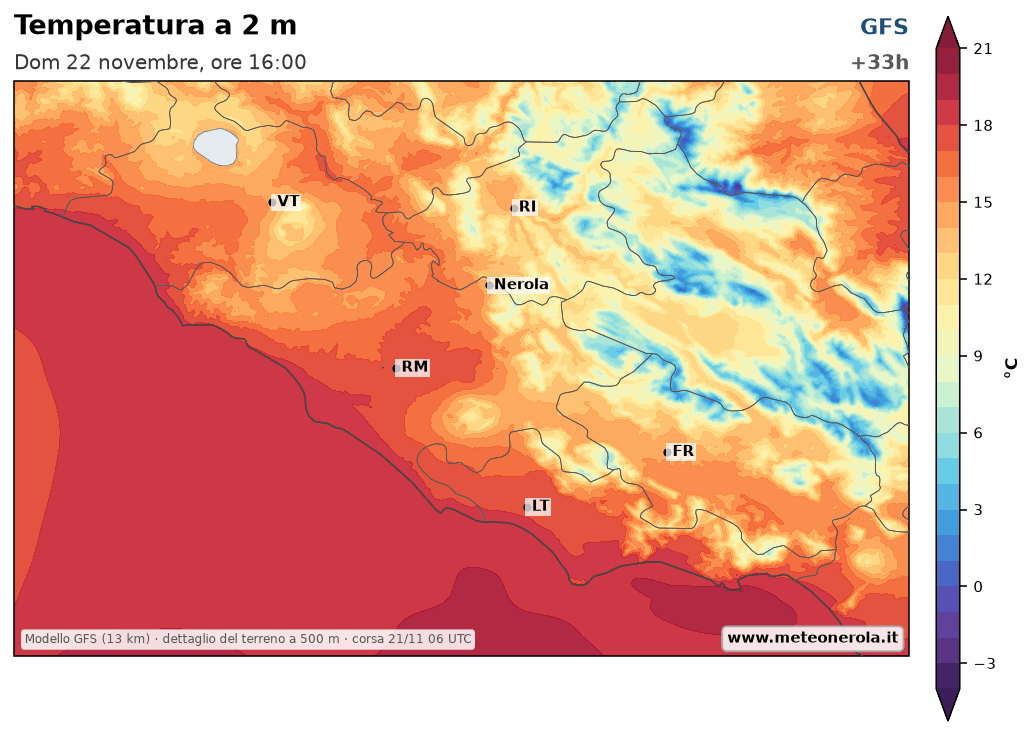 Temperatura a 2 m
GFS
Dom 22 novembre, ore 16:00
+33h
VT
RI
Nerola
RM
FR
LT
Modello GFS (13 km) · dettaglio del terreno a 500 m · corsa 21/11 06 UTC
www.meteonerola.it
21
18
15
12
9
6
3
0
−3
°C